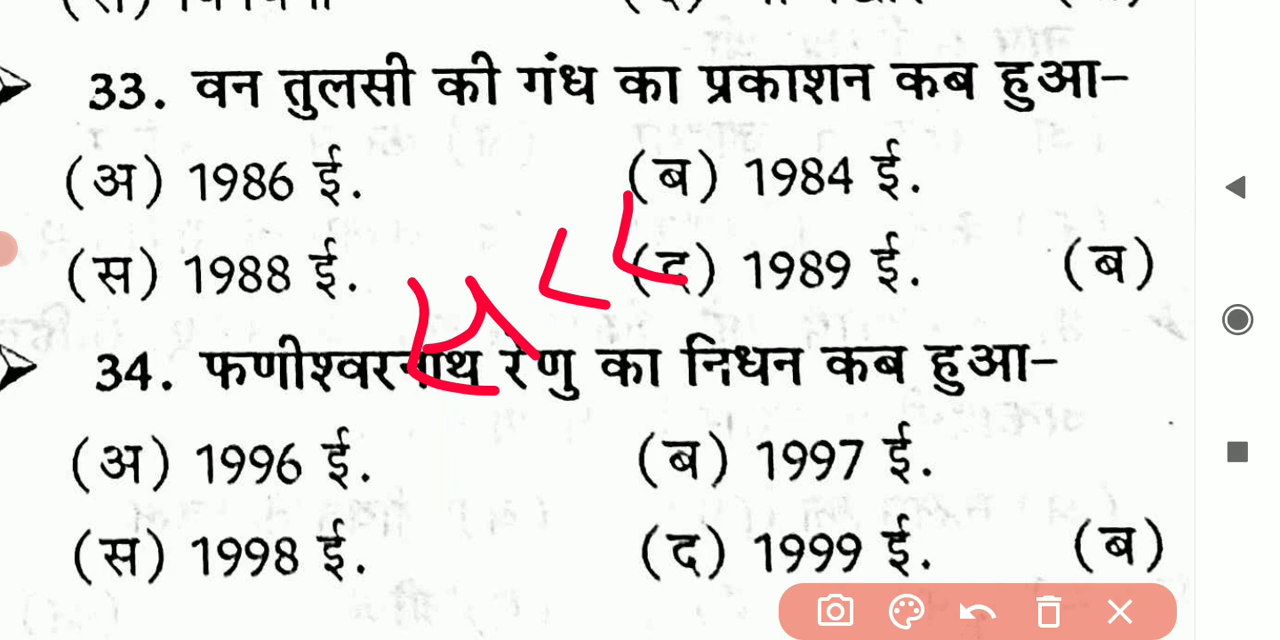 33. वन तुलसी की गंध का प्रकाशन कब हुआ-
(अ) 1986 ई. (ब) 1984 ई.
(स) 1988 ई. (द) 1989 ई. (ब)
34. फणीश्वरनाथ रेणु का निधन कब हुआ-
(अ) 1996 ई. (ब) 1997 ई.
(स) 1998 ई. (द) 1999 ई. (ब)